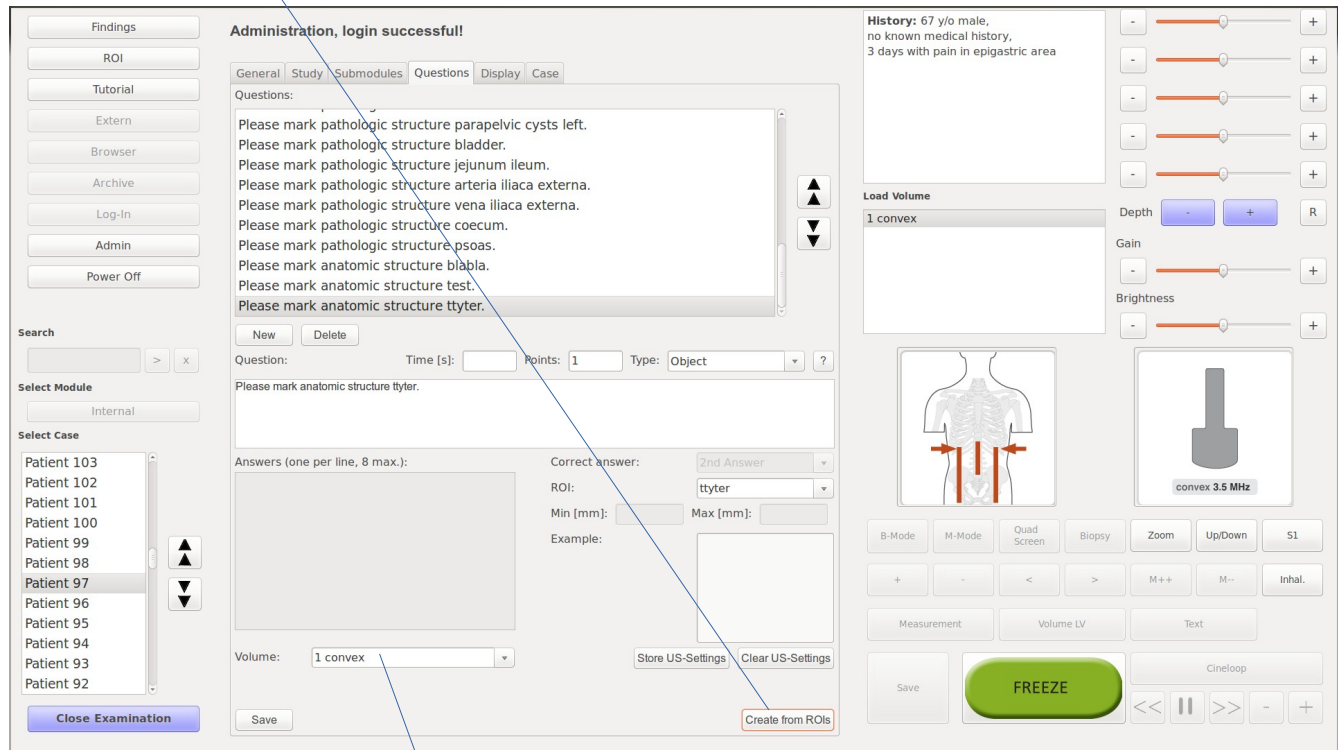 Findings
ROI
Tutorial
Extern
Browser
Archive
Log-In
Admin
Power Off
Search
> x
Select Module
Internal
Select Case
Patient 103
Patient 102
Patient 101
Patient 100
Patient 99
Patient 98
Patient 97
Patient 96
Patient 95
Patient 94
Patient 93
Patient 92
Close Examination
Administration, login successful!
General Study Submodules Questions Display Case
Questions:
Please mark pathologic structure parapelvic cysts left.
Please mark pathologic structure bladder.
Please mark pathologic structure jejunum ileum.
Please mark pathologic structure arteria iliaca externa.
Please mark pathologic structure vena iliaca externa.
Please mark pathologic structure coecum.
Please mark pathologic structure psoas.
Please mark anatomic structure blabla.
Please mark anatomic structure test.
Please mark anatomic structure ttyter.
New Delete
Question: Time [s]: Points: 1 Type: Object ?
Please mark anatomic structure ttyter.
Answers (one per line, 8 max.):
Correct answer: 2nd Answer
ROI: ttyter
Min [mm]: Max [mm]:
Example:
Volume: 1 convex
Store US-Settings Clear US-Settings
Save Create from ROIs
History: 67 y/o male,
no known medical history,
3 days with pain in epigastric area
Load Volume
1 convex
- +
- +
- +
- +
- +
Depth - + R
Gain
- +
Brightness
- +
convex 3.5 MHz
B-Mode M-Mode Quad Screen Biopsy Zoom Up/Down S1
+ - < > M++ M-- Inhal.
Measurement Volume LV Text
Save FREEZE Cineloop
<< || >> - +